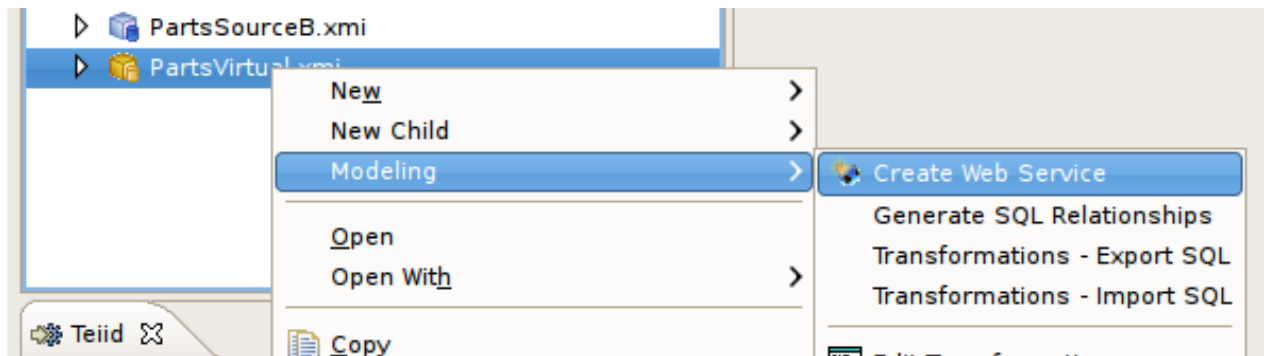 PartsSourceB.xmi
PartsVirtual.xmi
New
New Child
Modeling
Create Web Service
Generate SQL Relationships
Open
Transformations - Export SQL
Open With
Transformations - Import SQL
Teiid
Copy